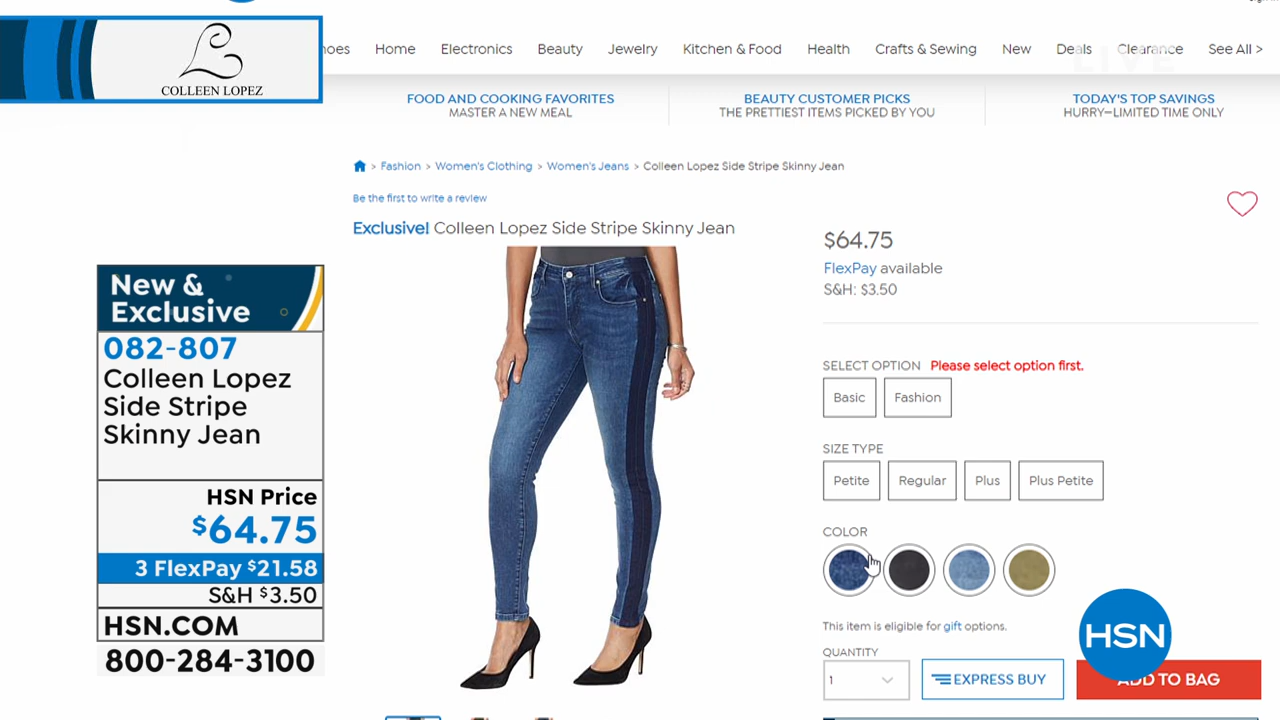 COLLEEN LOPEZ
Home Electronics Beauty Jewelry Kitchen & Food Health Crafts & Sewing New Deals Clearance See All >
LIVE
FOOD AND COOKING FAVORITES
MASTER A NEW MEAL
BEAUTY CUSTOMER PICKS
THE PRETTIEST ITEMS PICKED BY YOU
TODAY'S TOP SAVINGS
HURRY—LIMITED TIME ONLY
> Fashion > Women's Clothing > Women's Jeans > Colleen Lopez Side Stripe Skinny Jean
Be the first to write a review
Exclusive! Colleen Lopez Side Stripe Skinny Jean
$64.75
FlexPay available
S&H: $3.50
SELECT OPTION Please select option first.
Basic Fashion
SIZE TYPE
Petite Regular Plus Plus Petite
COLOR
This item is eligible for gift options.
QUANTITY
1
EXPRESS BUY
ADD TO BAG
HSN
New &
Exclusive
082-807
Colleen Lopez
Side Stripe
Skinny Jean
HSN Price
$64.75
3 FlexPay $21.58
S&H $3.50
HSN.COM
800-284-3100